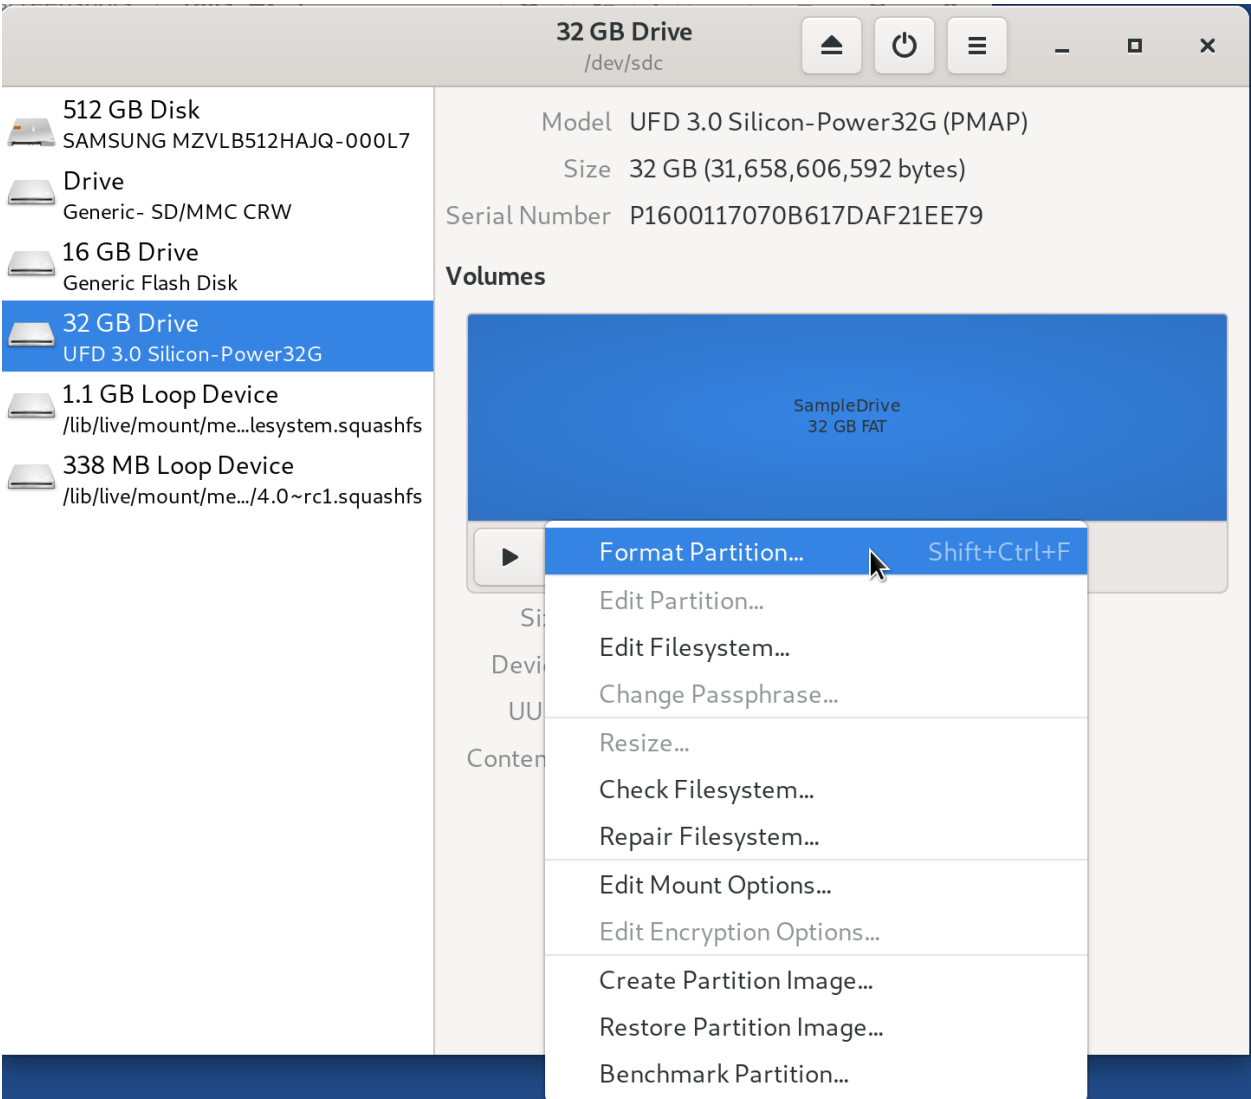 32 GB Drive
/dev/sdc
512 GB Disk
SAMSUNG MZVLB512HAJQ-000L7
Drive
Generic- SD/MMC CRW
16 GB Drive
Generic Flash Disk
32 GB Drive
UFD 3.0 Silicon-Power32G
1.1 GB Loop Device
/lib/live/mount/me...lesystem.squashfs
338 MB Loop Device
/lib/live/mount/me.../4.0~rc1.squashfs
Model UFD 3.0 Silicon-Power32G (PMAP)
Size 32 GB (31,658,606,592 bytes)
Serial Number P1600117070B617DAF21EE79
Volumes
SampleDrive
32 GB FAT
Format Partition... Shift+Ctrl+F
Edit Partition...
Edit Filesystem...
Change Passphrase...
Resize...
Check Filesystem...
Repair Filesystem...
Edit Mount Options...
Edit Encryption Options...
Create Partition Image...
Restore Partition Image...
Benchmark Partition...